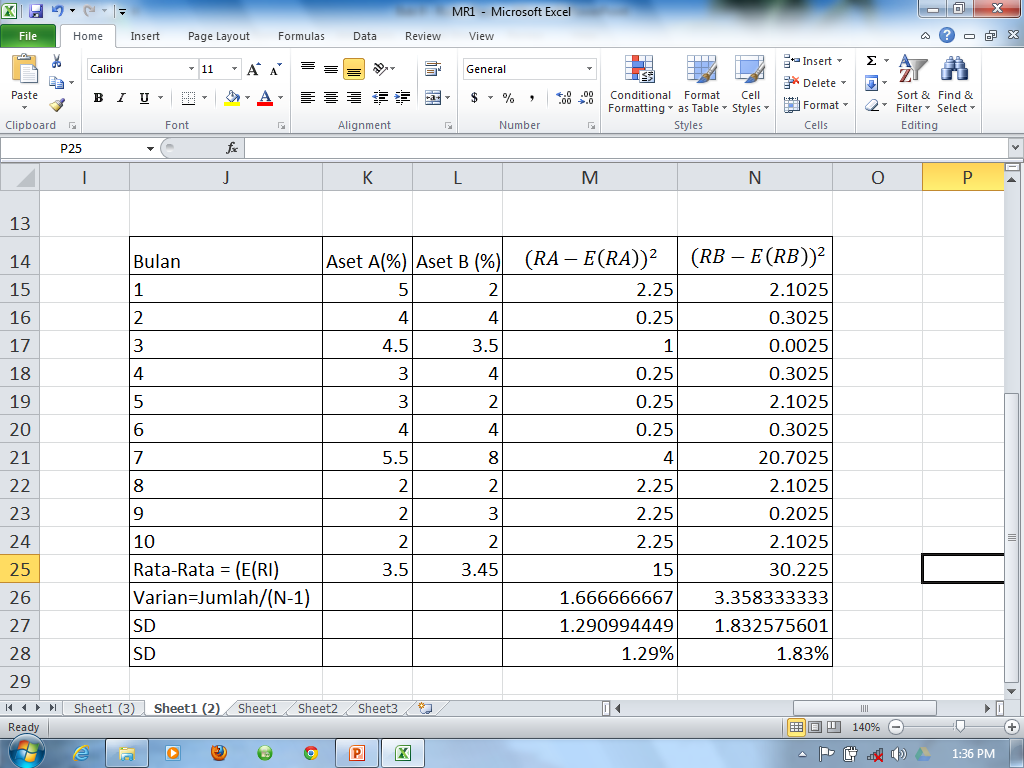 MR1 - Microsoft Excel
File Home Insert Page Layout Formulas Data Review View
Paste
Calibri 11 A A
B I U A
General
$ % ,
Conditional Formatting
Format as Table
Cell Styles
Insert
Delete
Format
Σ
Sort & Filter
Find & Select
Clipboard Font Alignment Number Styles Cells Editing
P25 fx
I J K L M N O P
13
14 Bulan Aset A(%) Aset B (%) (RA − E(RA))² (RB − E(RB))²
15 1 5 2 2.25 2.1025
16 2 4 4 0.25 0.3025
17 3 4.5 3.5 1 0.0025
18 4 3 4 0.25 0.3025
19 5 3 2 0.25 2.1025
20 6 4 4 0.25 0.3025
21 7 5.5 8 4 20.7025
22 8 2 2 2.25 2.1025
23 9 2 3 2.25 0.2025
24 10 2 2 2.25 2.1025
25 Rata-Rata = (E(RI) 3.5 3.45 15 30.225
26 Varian=Jumlah/(N-1) 1.666666667 3.358333333
27 SD 1.290994449 1.832575601
28 SD 1.29% 1.83%
29
Sheet1 (3) Sheet1 (2) Sheet1 Sheet2 Sheet3
Ready 140%
1:36 PM